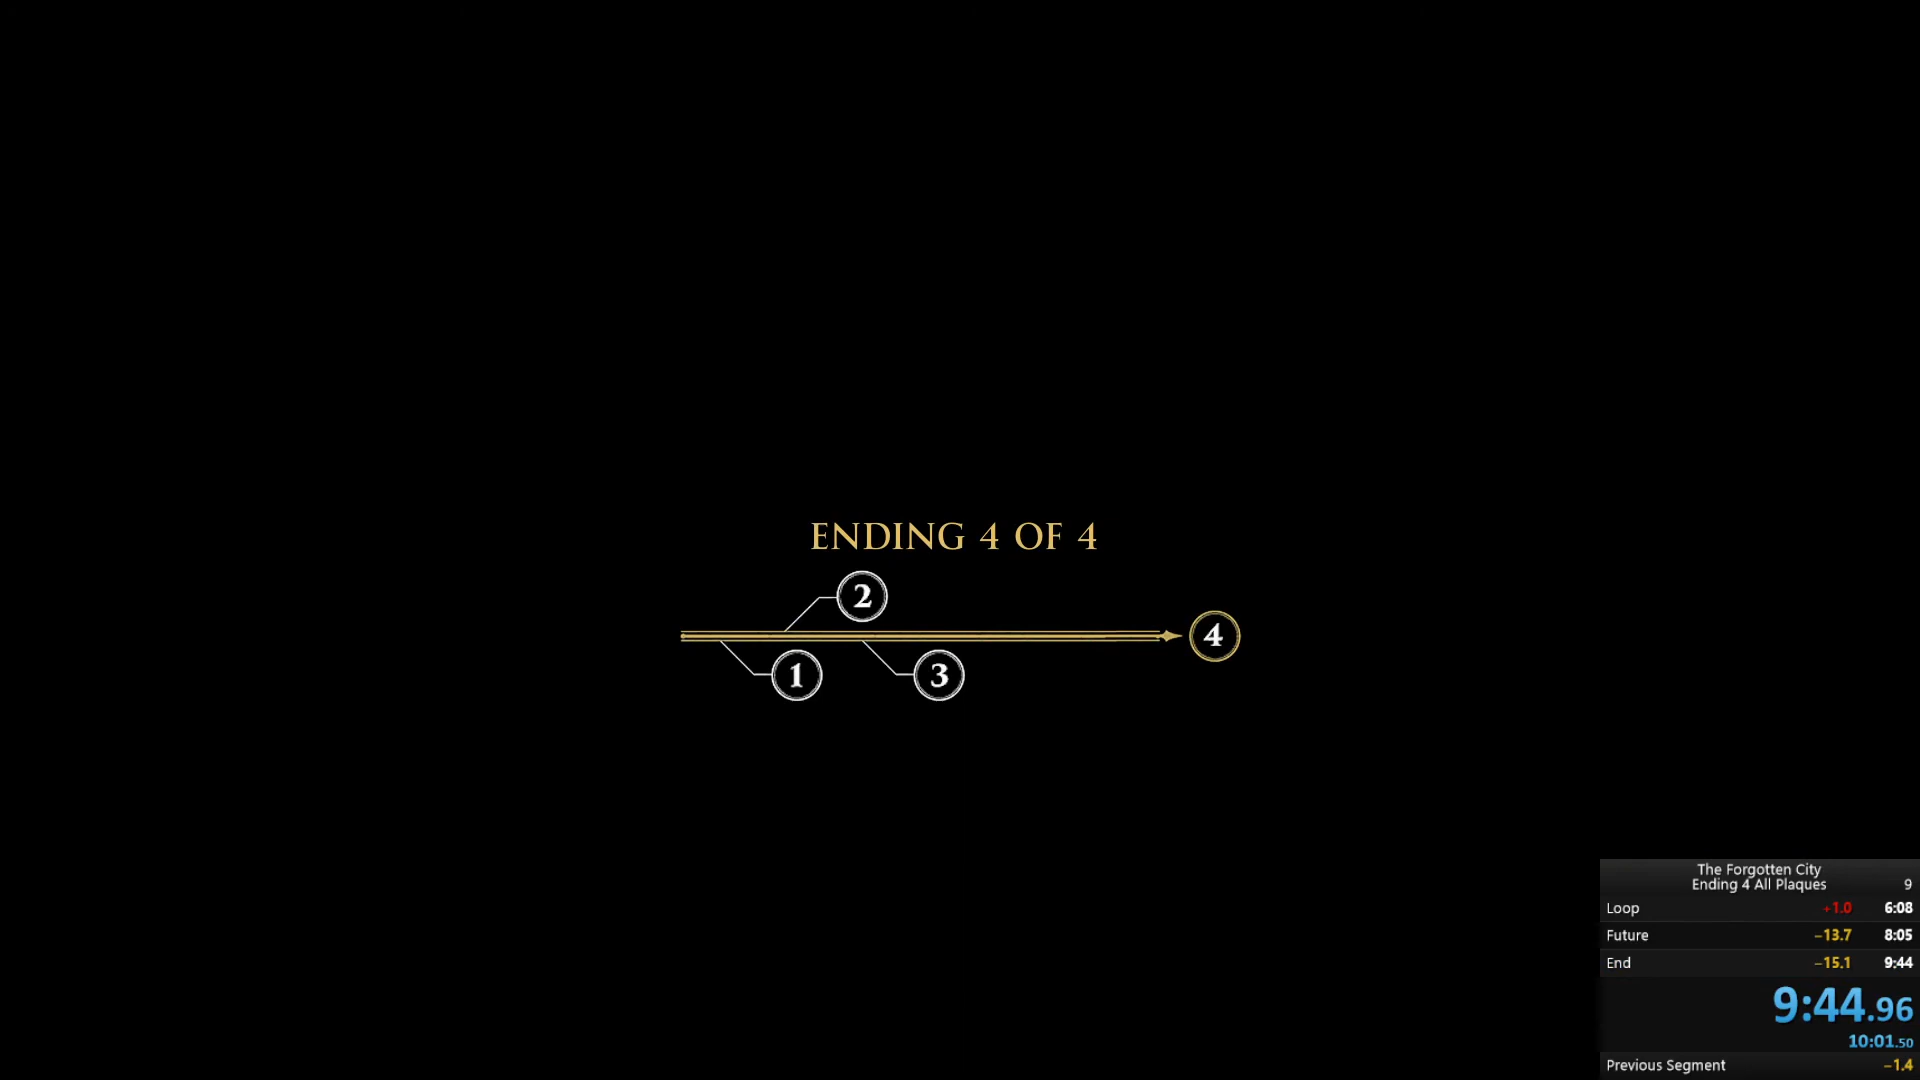 ENDING 4 OF 4
2
4
1
3
The Forgotten City
Ending 4 All Plaques 9
Loop +1.0 6:08
Future −13.7 8:05
End −15.1 9:44
9:44.96
10:01.50
Previous Segment −1.4